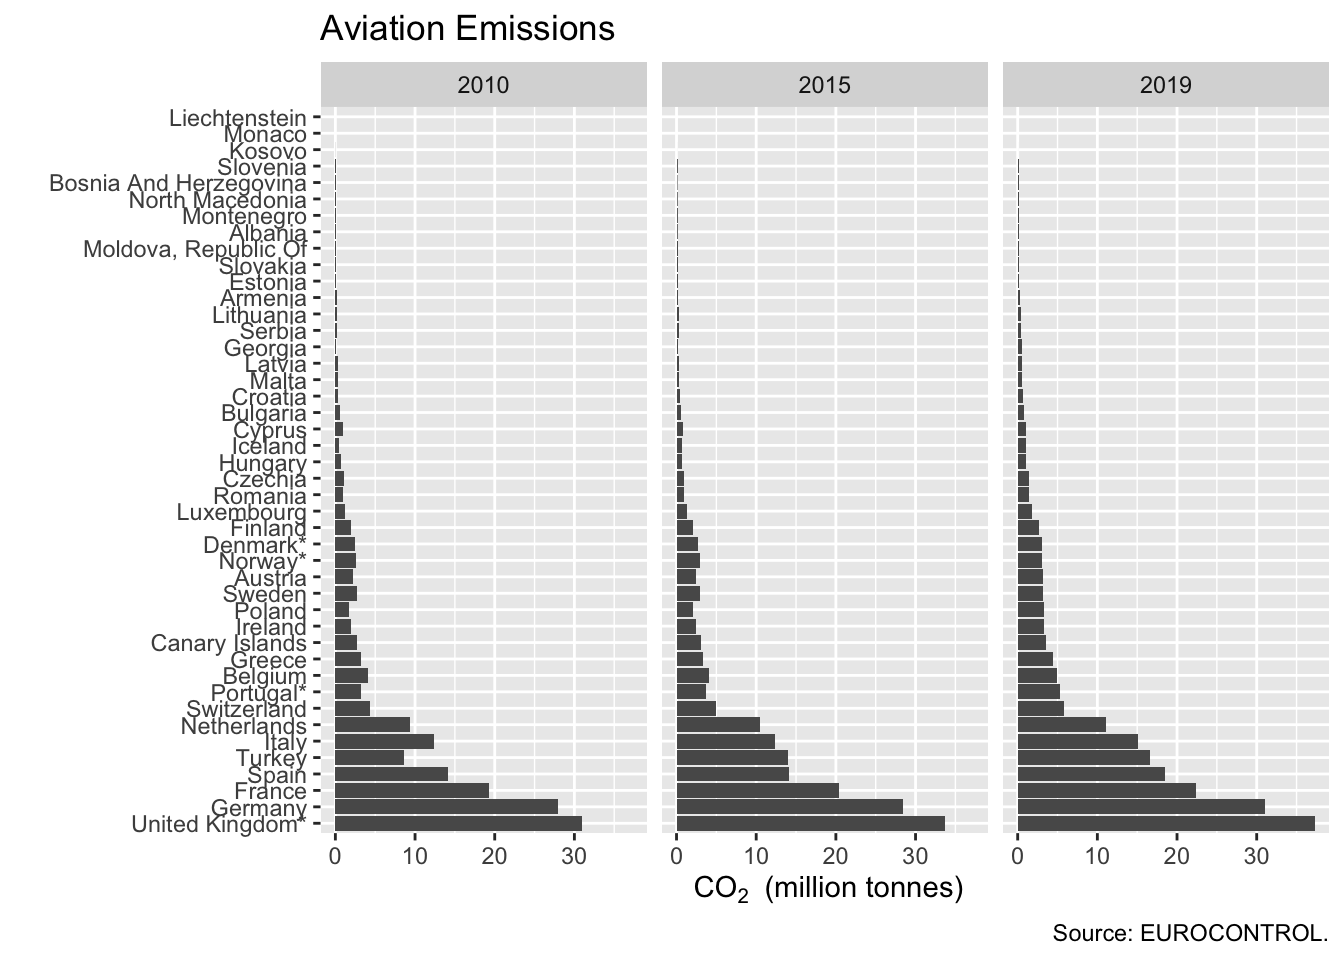 Aviation Emissions
2010 2015 2019
Liechtenstein
Monaco
Kosovo
Slovenia
Bosnia And Herzegovina
North Macedonia
Montenegro
Albania
Moldova, Republic Of
Slovakia
Estonia
Armenia
Lithuania
Serbia
Georgia
Latvia
Malta
Croatia
Bulgaria
Cyprus
Iceland
Hungary
Czechia
Romania
Luxembourg
Finland
Denmark*
Norway*
Austria
Sweden
Poland
Ireland
Canary Islands
Greece
Belgium
Portugal*
Switzerland
Netherlands
Italy
Turkey
Spain
France
Germany
United Kingdom*
0 10 20 30 0 10 20 30 0 10 20 30
CO₂ (million tonnes)
Source: EUROCONTROL.